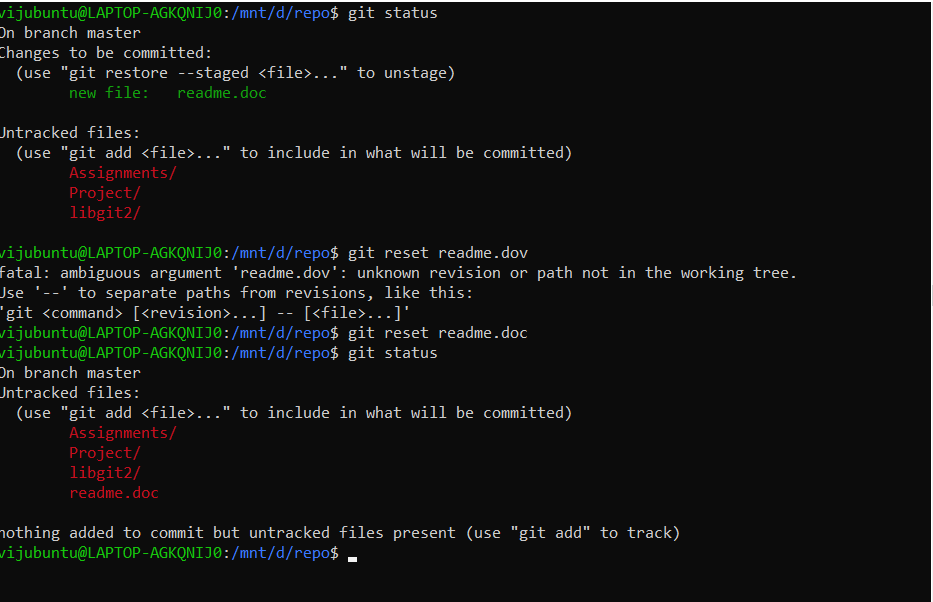 vijubuntu@LAPTOP-AGKQNIJ0:/mnt/d/repo$ git status
On branch master
Changes to be committed:
  (use "git restore --staged <file>..." to unstage)
        new file:   readme.doc

Untracked files:
  (use "git add <file>..." to include in what will be committed)
        Assignments/
        Project/
        libgit2/

vijubuntu@LAPTOP-AGKQNIJ0:/mnt/d/repo$ git reset readme.dov
fatal: ambiguous argument 'readme.dov': unknown revision or path not in the working tree.
Use '--' to separate paths from revisions, like this:
'git <command> [<revision>...] -- [<file>...]'
vijubuntu@LAPTOP-AGKQNIJ0:/mnt/d/repo$ git reset readme.doc
vijubuntu@LAPTOP-AGKQNIJ0:/mnt/d/repo$ git status
On branch master
Untracked files:
  (use "git add <file>..." to include in what will be committed)
        Assignments/
        Project/
        libgit2/
        readme.doc

nothing added to commit but untracked files present (use "git add" to track)
vijubuntu@LAPTOP-AGKQNIJ0:/mnt/d/repo$